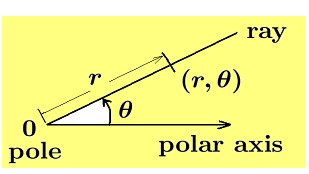 ray
r
(r, θ)
θ
0
pole
polar axis